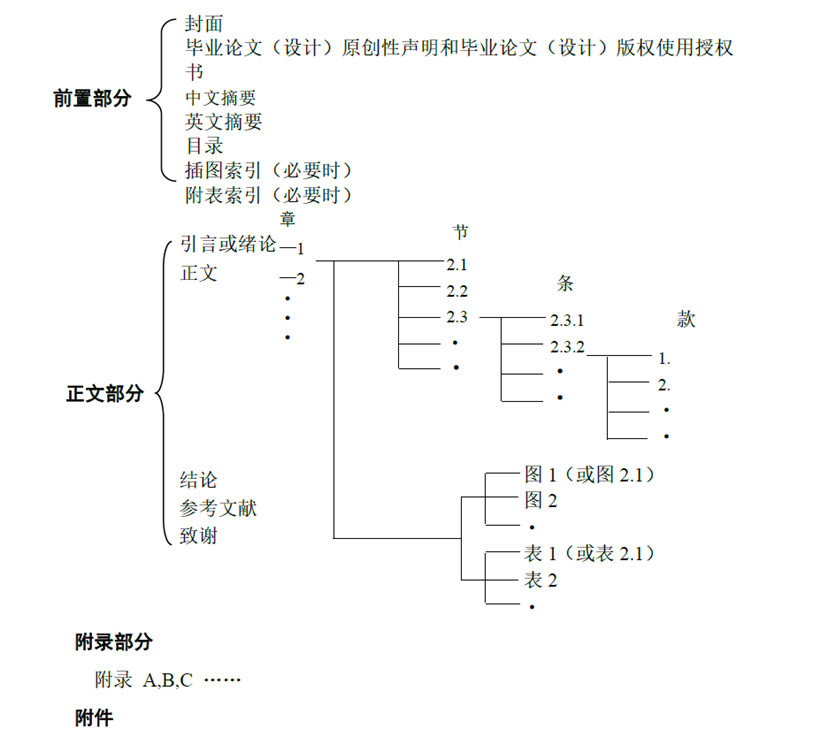 封面
毕业论文（设计）原创性声明和毕业论文（设计）版权使用授权
书
前置部分
中文摘要
英文摘要
目录
插图索引（必要时）
附表索引（必要时）
章
节
引言或绪论—1
2.1
正文 —2
2.2
条
•
2.3
2.3.1
款
•
•
2.3.2
1.
•
•
•
2.
正文部分
•
•
•
结论
图 1（或图 2.1）
参考文献
图 2
致谢
•
表 1（或表 2.1）
表 2
•
附录部分
附录 A,B,C ……
附件